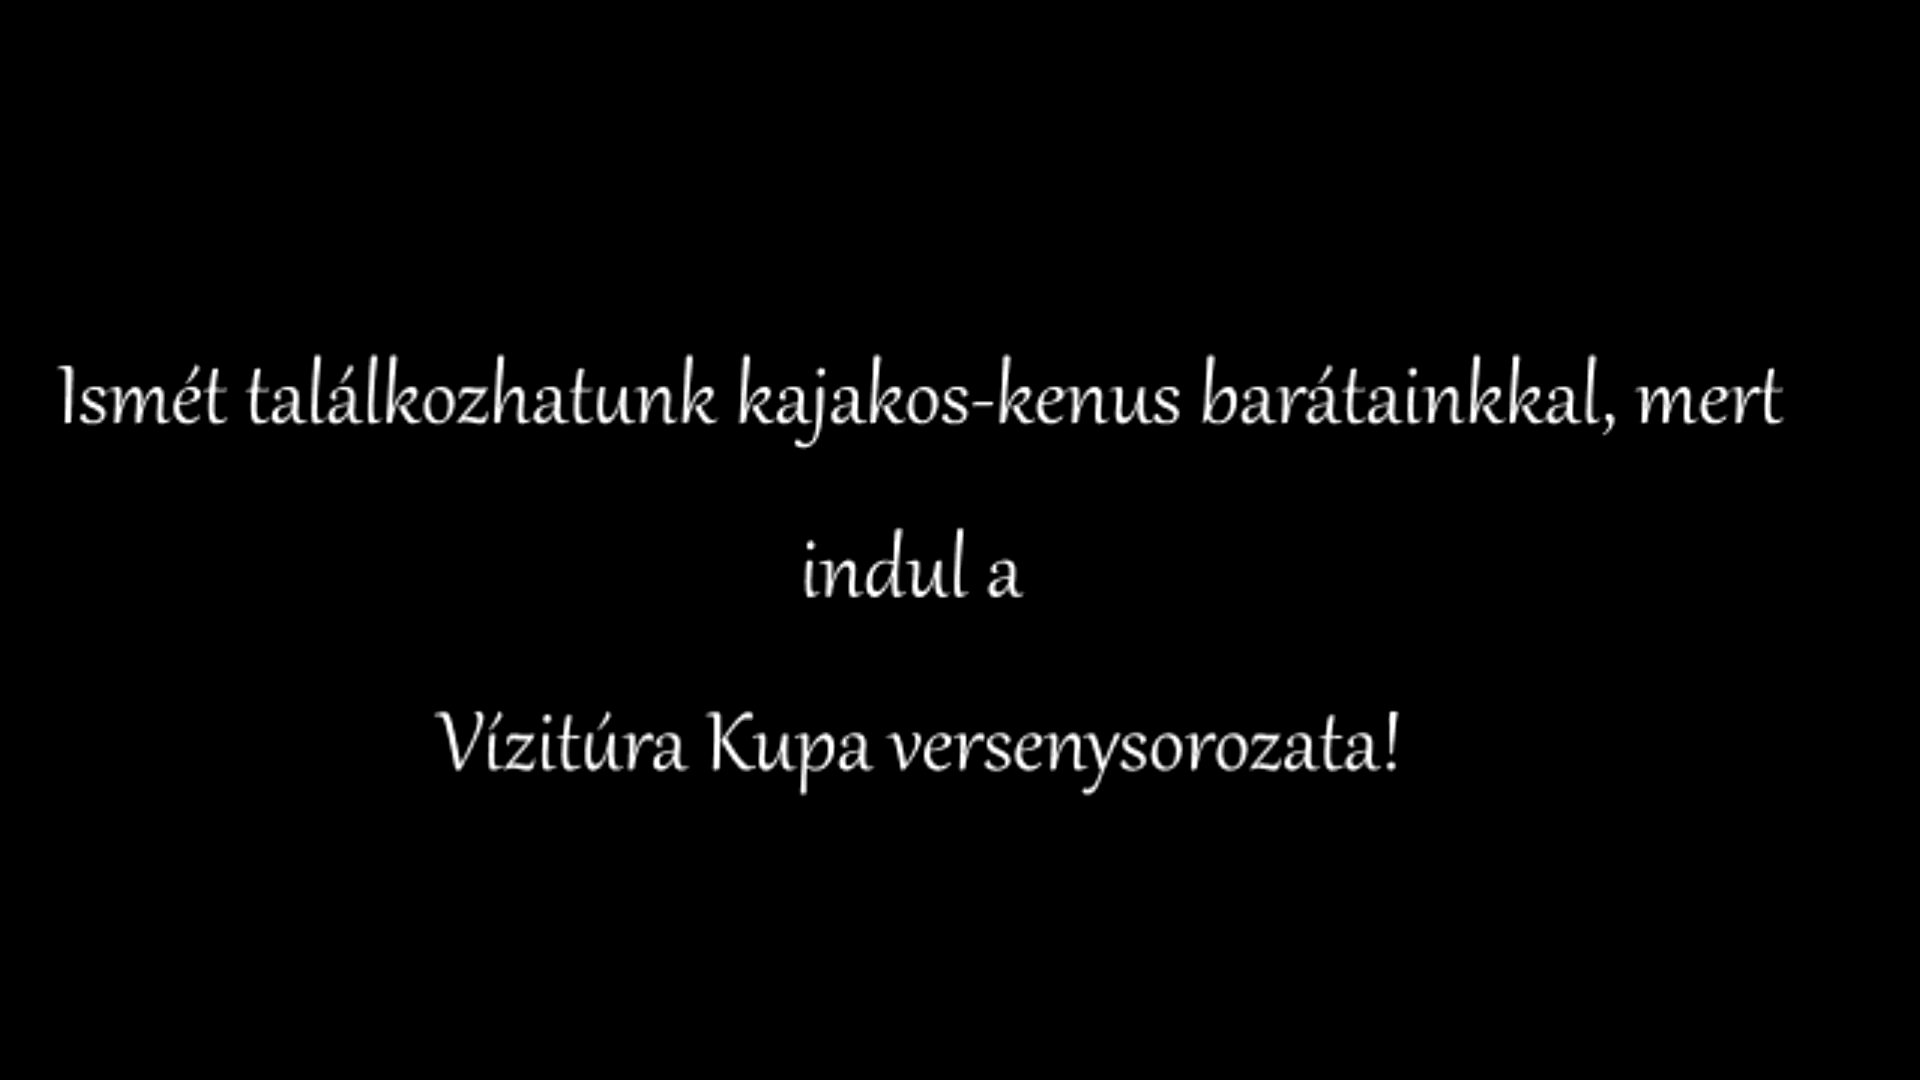 Ismét találkozhatunk kajakos-kenus barátainkkal, mert
indul a
Vízitúra Kupa versenysorozata!